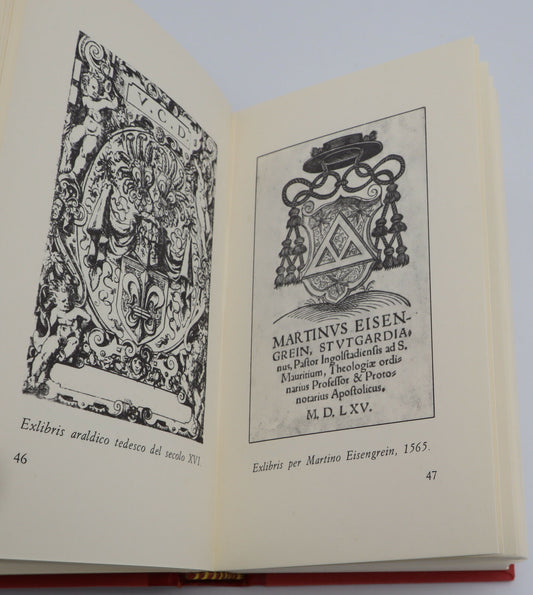 V. C. D.
Exlibris araldico tedesco del secolo XVI.
46
MARTINVS EISEN-
GREIN, STVTGARDIA-
nus, Pastor Ingolstadiensis ad S.
Mauritium, Theologiæ ordi-
narius Professor & Proto-
notarius Apostolicus.
M. D. LXV.
Exlibris per Martino Eisengrein, 1565.
47